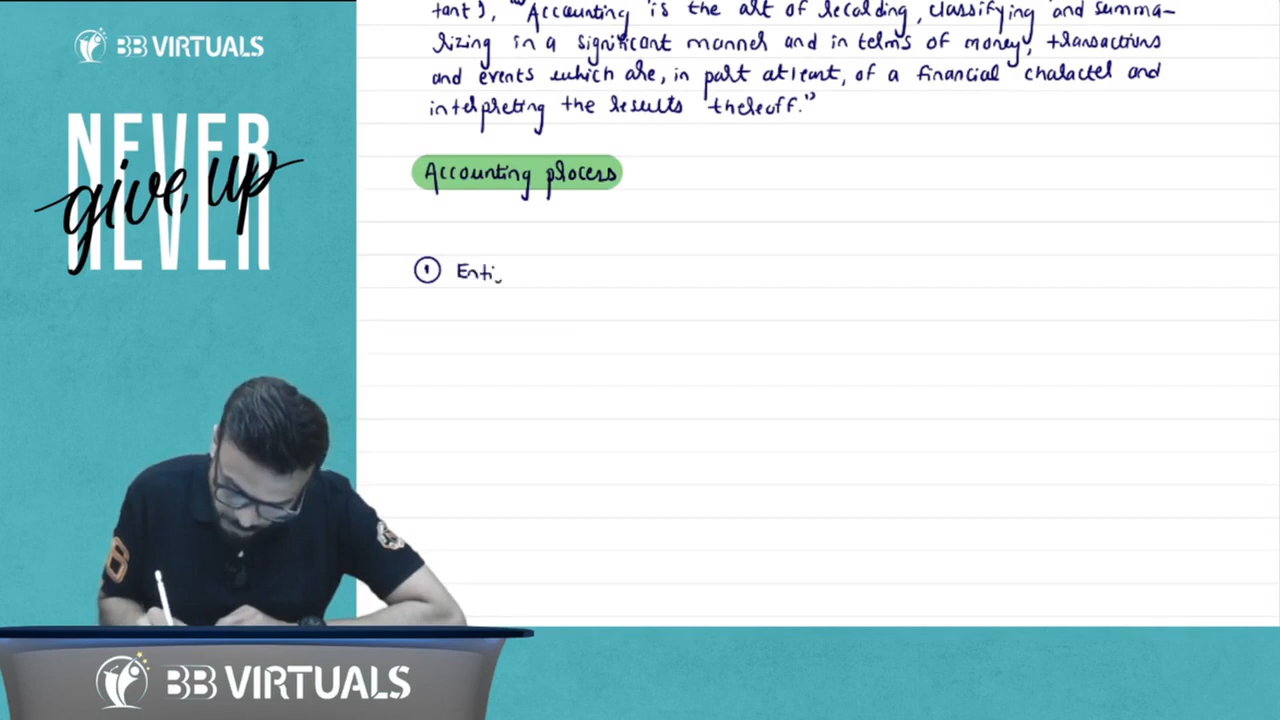 BB VIRTUALS
NEVER
give up
NEVER
tant), "Accounting is the art of recording, classifying and summa-
rizing in a significant manner and in terms of money, transactions
and events which are, in part atleast, of a financial character and
interpreting the results thereoff."
Accounting process
1 Enti
BB VIRTUALS